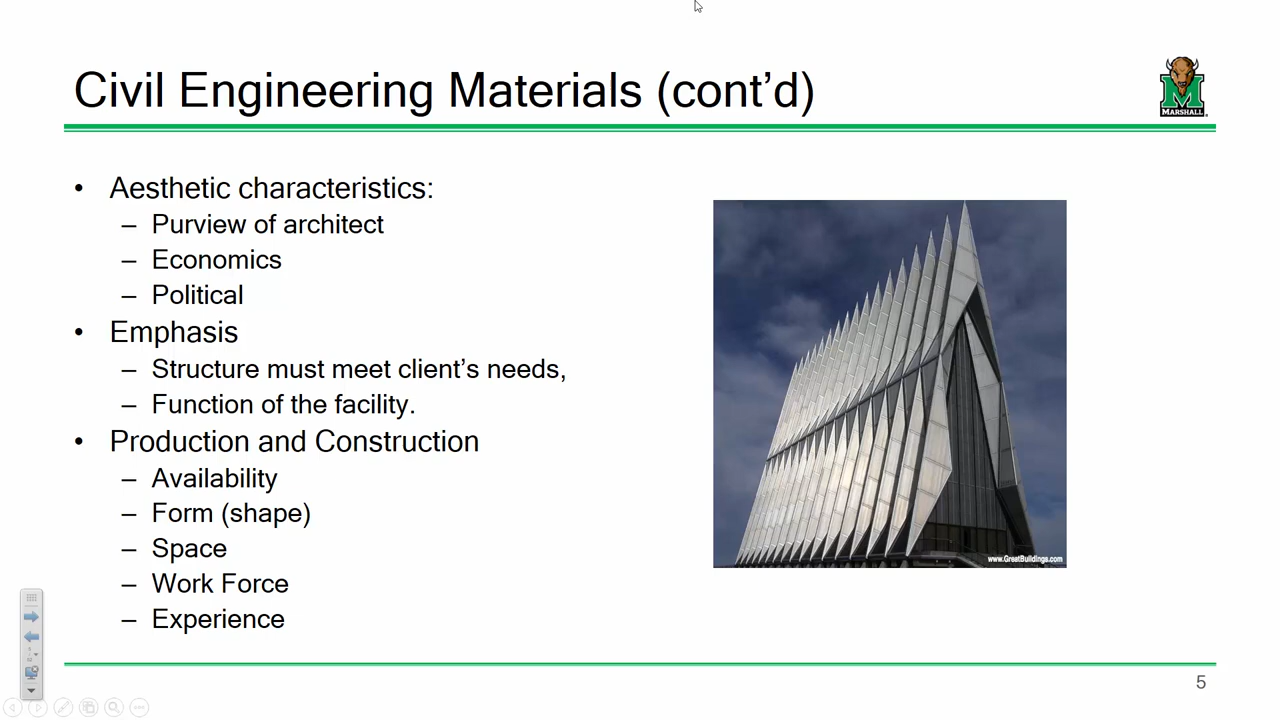 Civil Engineering Materials (cont’d)
MARSHALL
• Aesthetic characteristics:
– Purview of architect
– Economics
– Political
• Emphasis
– Structure must meet client’s needs,
– Function of the facility.
• Production and Construction
– Availability
– Form (shape)
– Space
– Work Force
– Experience
www.GreatBuildings.com
5